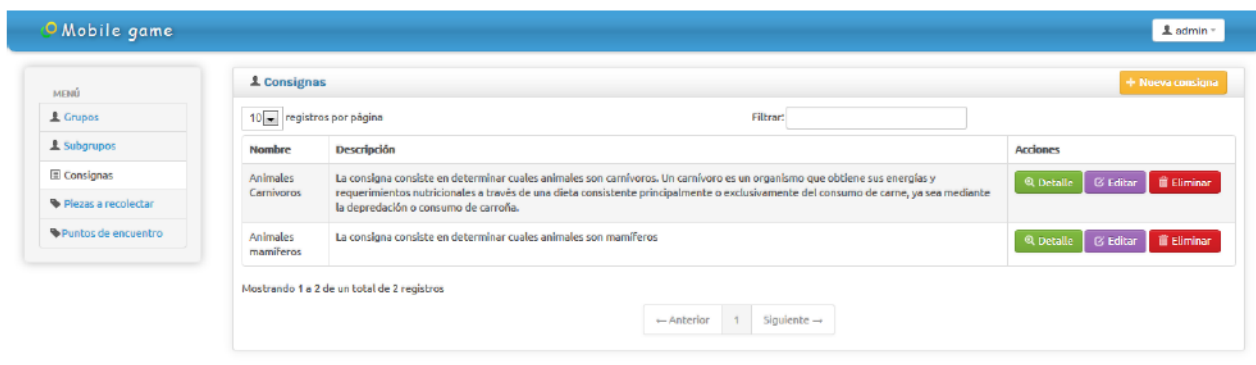 Mobile game
admin
MENÚ
Grupos
Subgrupos
Consignas
Piezas a recolectar
Puntos de encuentro
Consignas
+ Nueva consigna
10 registros por página
Filtrar:
Nombre Descripción Acciones
Animales
Carnívoros
La consigna consiste en determinar cuales animales son carnívoros. Un carnívoro es un organismo que obtiene sus energías y
requerimientos nutricionales a través de una dieta consistente principalmente o exclusivamente del consumo de carne, ya sea mediante
la depredación o consumo de carroña.
Detalle Editar Eliminar
Animales
mamíferos
La consigna consiste en determinar cuales animales son mamíferos
Detalle Editar Eliminar
Mostrando 1 a 2 de un total de 2 registros
← Anterior 1 Siguiente →